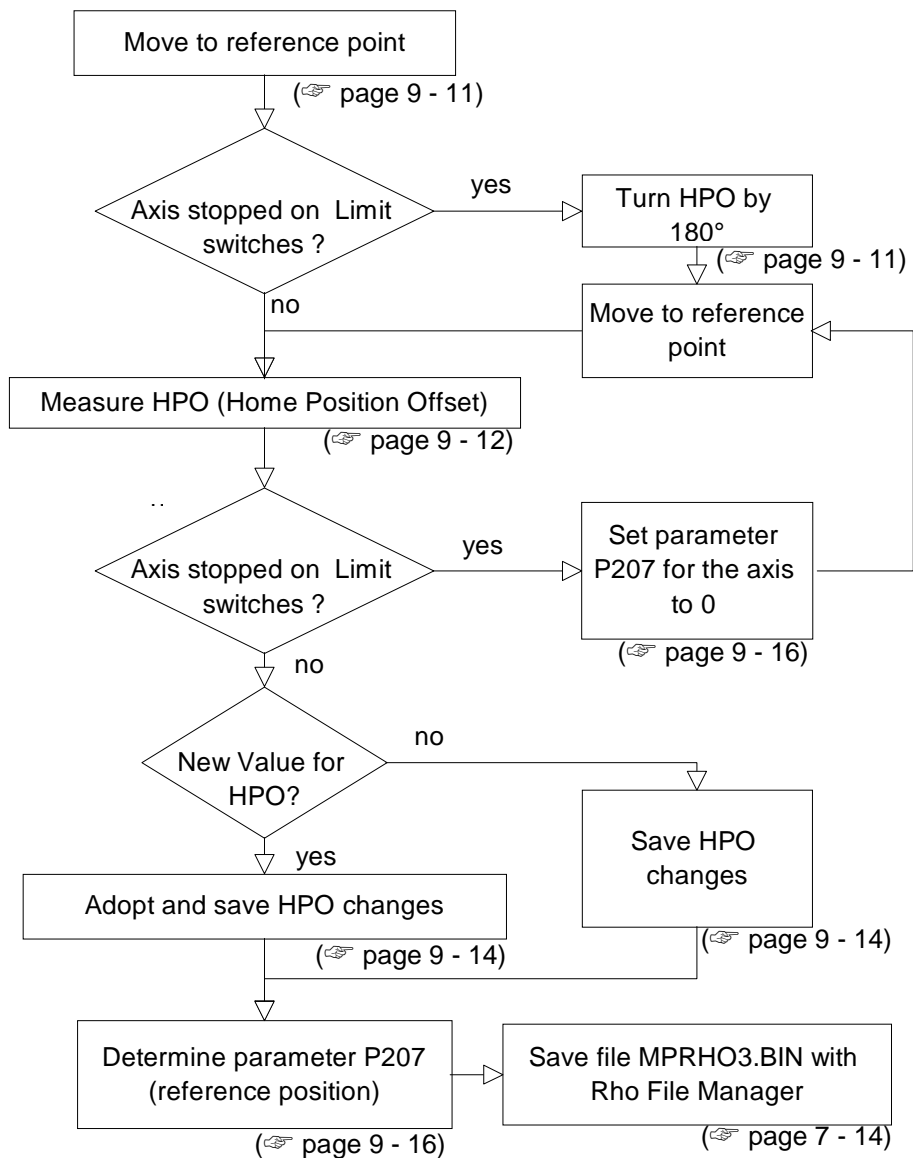 Move to reference point
(☞ page 9 - 11)
Axis stopped on Limit
switches ?
yes
Turn HPO by
180°
(☞ page 9 - 11)
no
Move to reference
point
Measure HPO (Home Position Offset)
(☞ page 9 - 12)
..
Axis stopped on Limit
switches ?
yes
Set parameter
P207 for the axis
to 0
(☞ page 9 - 16)
no
New Value for
HPO?
no
Save HPO
changes
(☞ page 9 - 14)
yes
Adopt and save HPO changes
(☞ page 9 - 14)
Determine parameter P207
(reference position)
(☞ page 9 - 16)
Save file MPRHO3.BIN with
Rho File Manager
(☞ page 7 - 14)